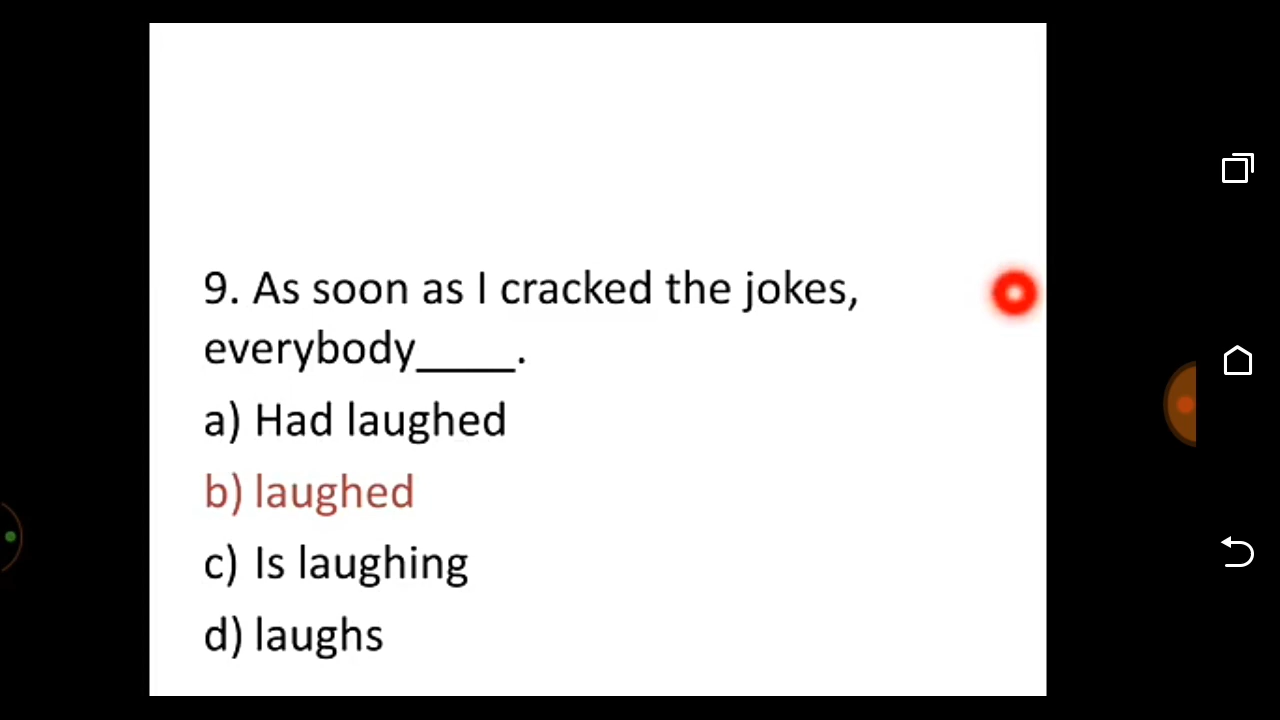 9. As soon as I cracked the jokes,
everybody____.
a) Had laughed
b) laughed
c) Is laughing
d) laughs